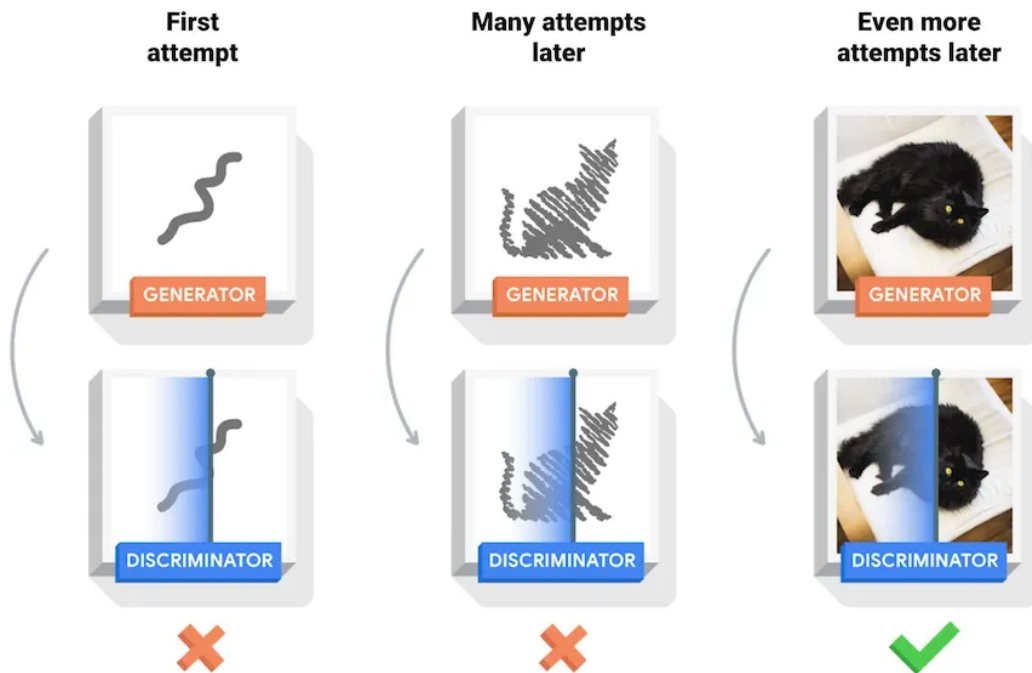 First
attempt
Many attempts
later
Even more
attempts later
GENERATOR
GENERATOR
GENERATOR
DISCRIMINATOR
DISCRIMINATOR
DISCRIMINATOR